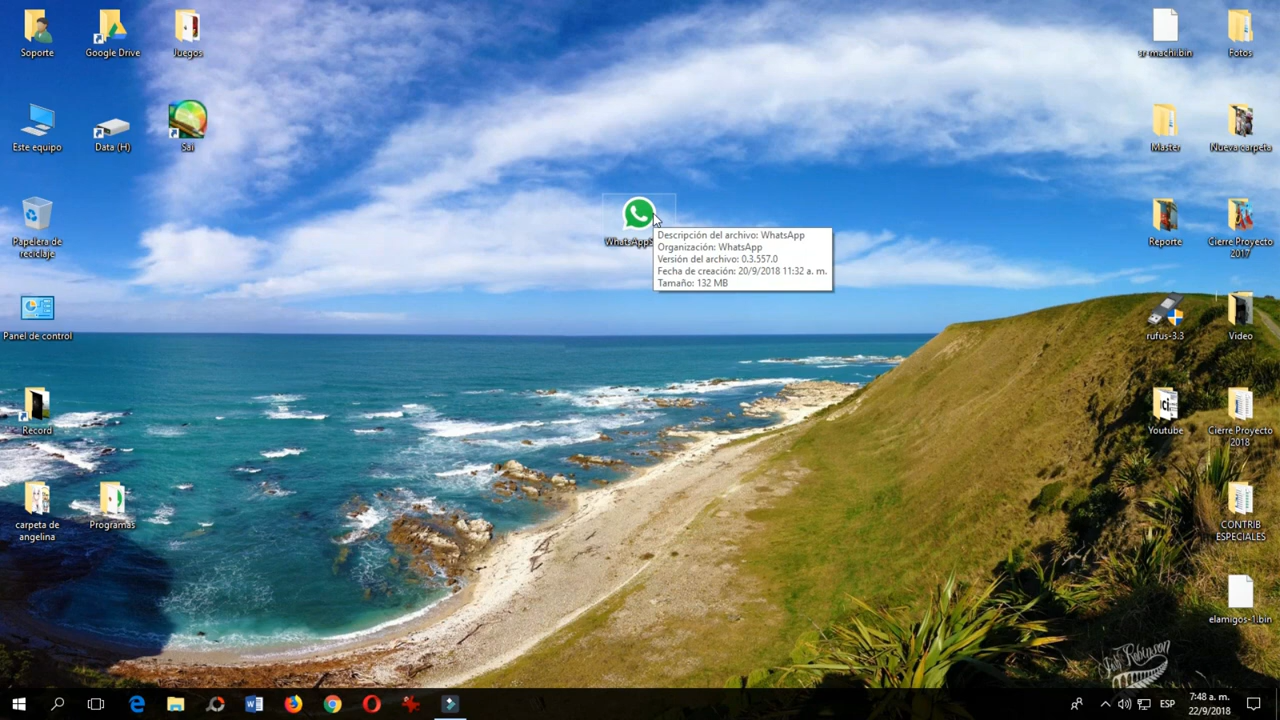 Soporte
Google Drive
Juegos
sr-machi.bin
Fotos
Este equipo
Data (H)
Sai
Master
Nueva carpeta
Papelera de
reciclaje
Descripción del archivo: WhatsApp
Organización: WhatsApp
Versión del archivo: 0.3.557.0
Fecha de creación: 20/9/2018 11:32 a. m.
Tamaño: 132 MB
Reporte
Cierre Proyecto
2017
Panel de control
rufus-3.3
Video
Record
Youtube
Cierre Proyecto
2018
carpeta de
angelina
Programas
CONTRIB
ESPECIALES
elamigos-1.bin
Robinson
ESP
7:48 a. m.
22/9/2018